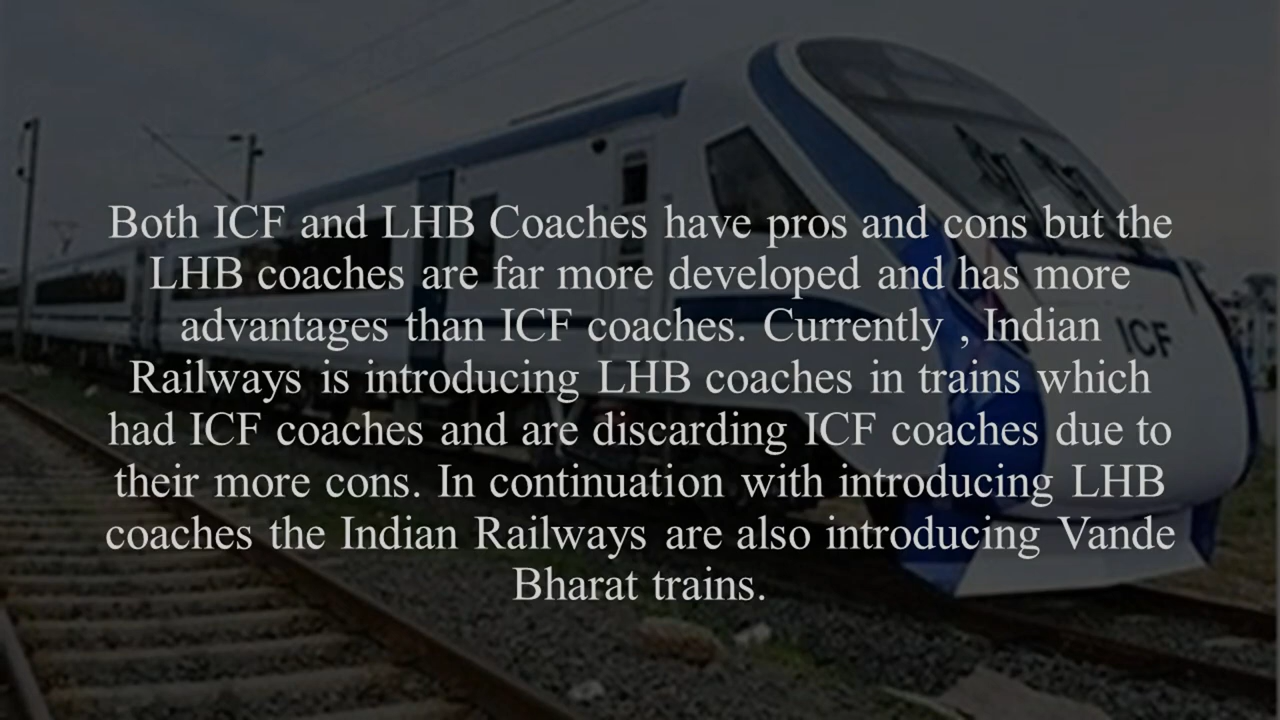 Both ICF and LHB Coaches have pros and cons but the
LHB coaches are far more developed and has more
advantages than ICF coaches. Currently , Indian
Railways is introducing LHB coaches in trains which
had ICF coaches and are discarding ICF coaches due to
their more cons. In continuation with introducing LHB
coaches the Indian Railways are also introducing Vande
Bharat trains.
ICF